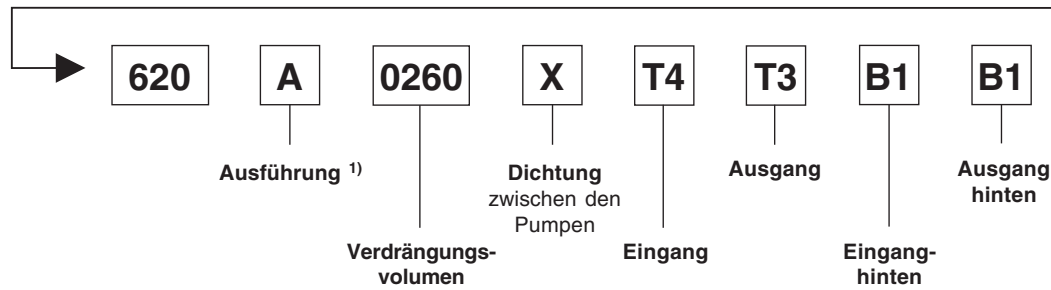 620 A 0260 X T4 T3 B1 B1
Ausführung 1)
Dichtung
zwischen den
Pumpen
Ausgang
Ausgang
hinten
Verdrängungs-
volumen
Eingang
Eingang-
hinten